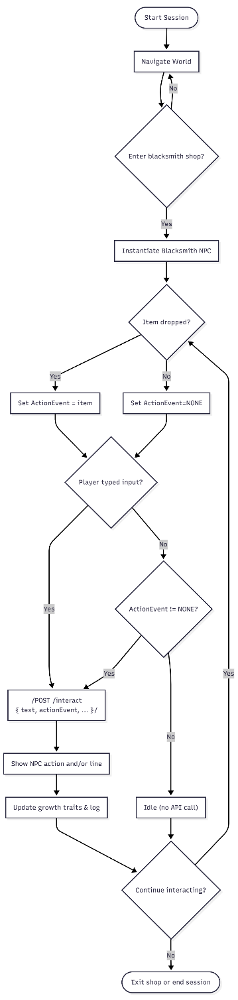 Start Session
Navigate World
No
Enter blacksmith shop?
Yes
Instantiate Blacksmith NPC
Item dropped?
Yes
No
Set ActionEvent = item
Set ActionEvent=NONE
Player typed input?
No
Yes
ActionEvent != NONE?
Yes
Yes
/POST /interact
{ text, actionEvent, ... }/
No
Show NPC action and/or line
Update growth traits & log
Idle (no API call)
Continue interacting?
No
Exit shop or end session